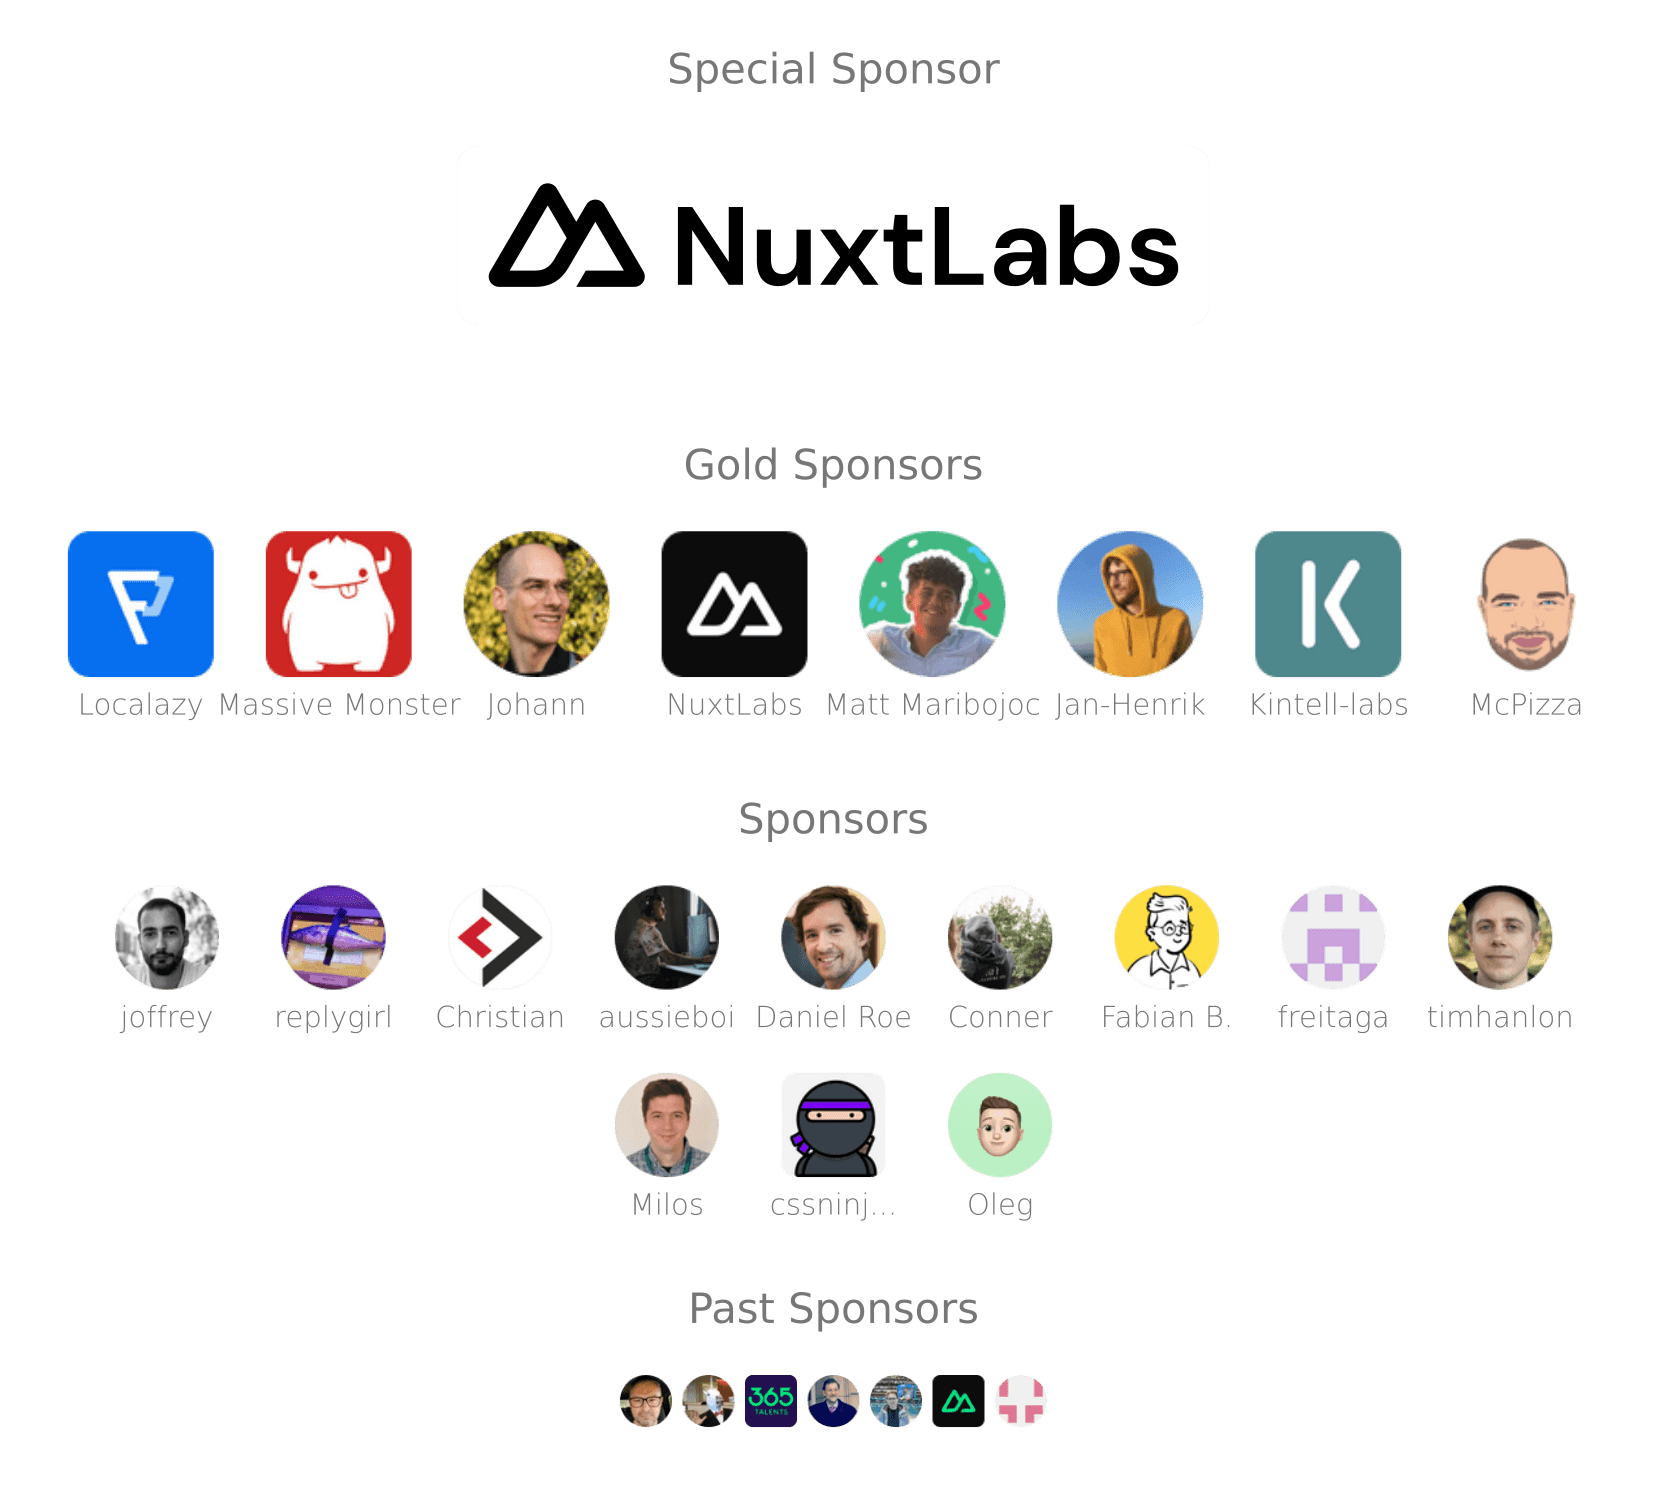 Special Sponsor
NuxtLabs
Gold Sponsors
Localazy Massive Monster Johann NuxtLabs Matt Maribojoc Jan-Henrik Kintell-labs McPizza
Sponsors
joffrey replygirl Christian aussieboi Daniel Roe Conner Fabian B. freitaga timhanlon
Milos cssninj... Oleg
Past Sponsors
365
TALENTS